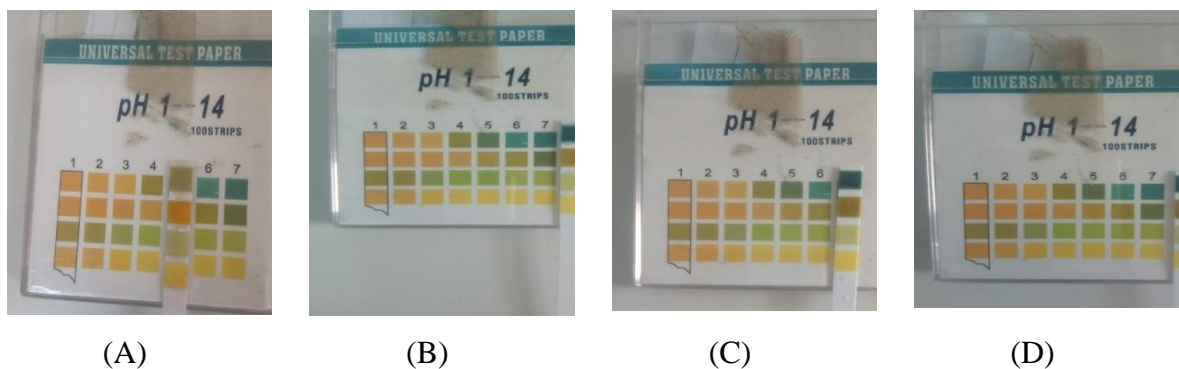 UNIVERSAL TEST PAPER
pH 1---14
100STRIPS
1 2 3 4 6 7
(A)
UNIVERSAL TEST PAPER
pH 1---14
100STRIPS
1 2 3 4 5 6 7
(B)
UNIVERSAL TEST PAPER
pH 1---14
100STRIPS
1 2 3 4 5 6
(C)
UNIVERSAL TEST PAPER
pH 1---14
100STRIPS
1 2 3 4 5 6 7
(D)